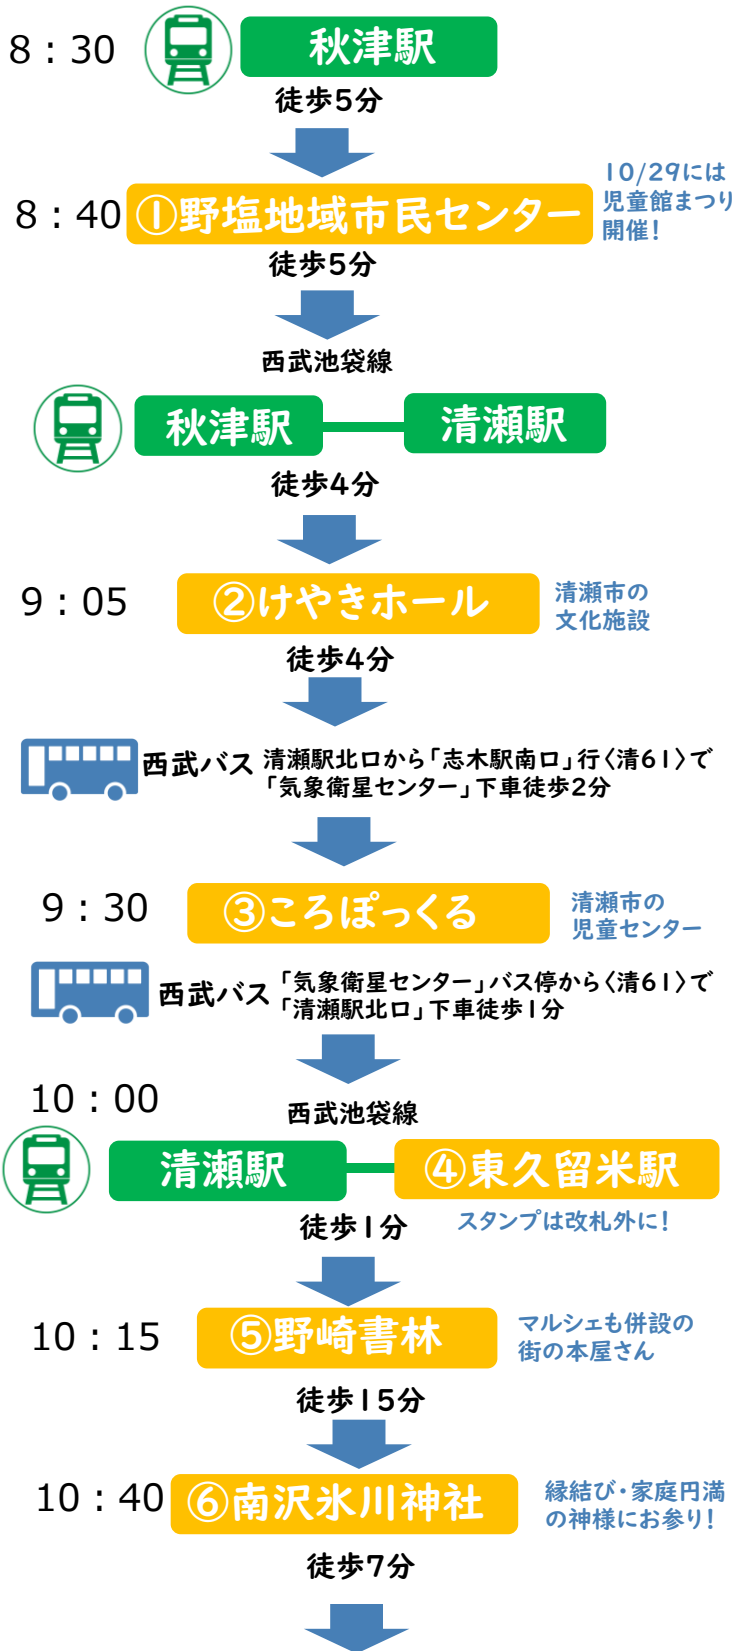 8：30
秋津駅
徒歩5分
8：40
①野塩地域市民センター
10/29には
児童館まつり
開催！
徒歩5分
西武池袋線
秋津駅
清瀬駅
徒歩4分
9：05
②けやきホール
清瀬市の
文化施設
徒歩4分
西武バス
清瀬駅北口から「志木駅南口」行〈清61〉で
「気象衛星センター」下車徒歩2分
9：30
③ころぽっくる
清瀬市の
児童センター
西武バス
「気象衛星センター」バス停から〈清61〉で
「清瀬駅北口」下車徒歩1分
10：00
西武池袋線
清瀬駅
④東久留米駅
徒歩1分
スタンプは改札外に！
10：15
⑤野崎書林
マルシェも併設の
街の本屋さん
徒歩15分
10：40
⑥南沢氷川神社
縁結び・家庭円満
の神様にお参り！
徒歩7分